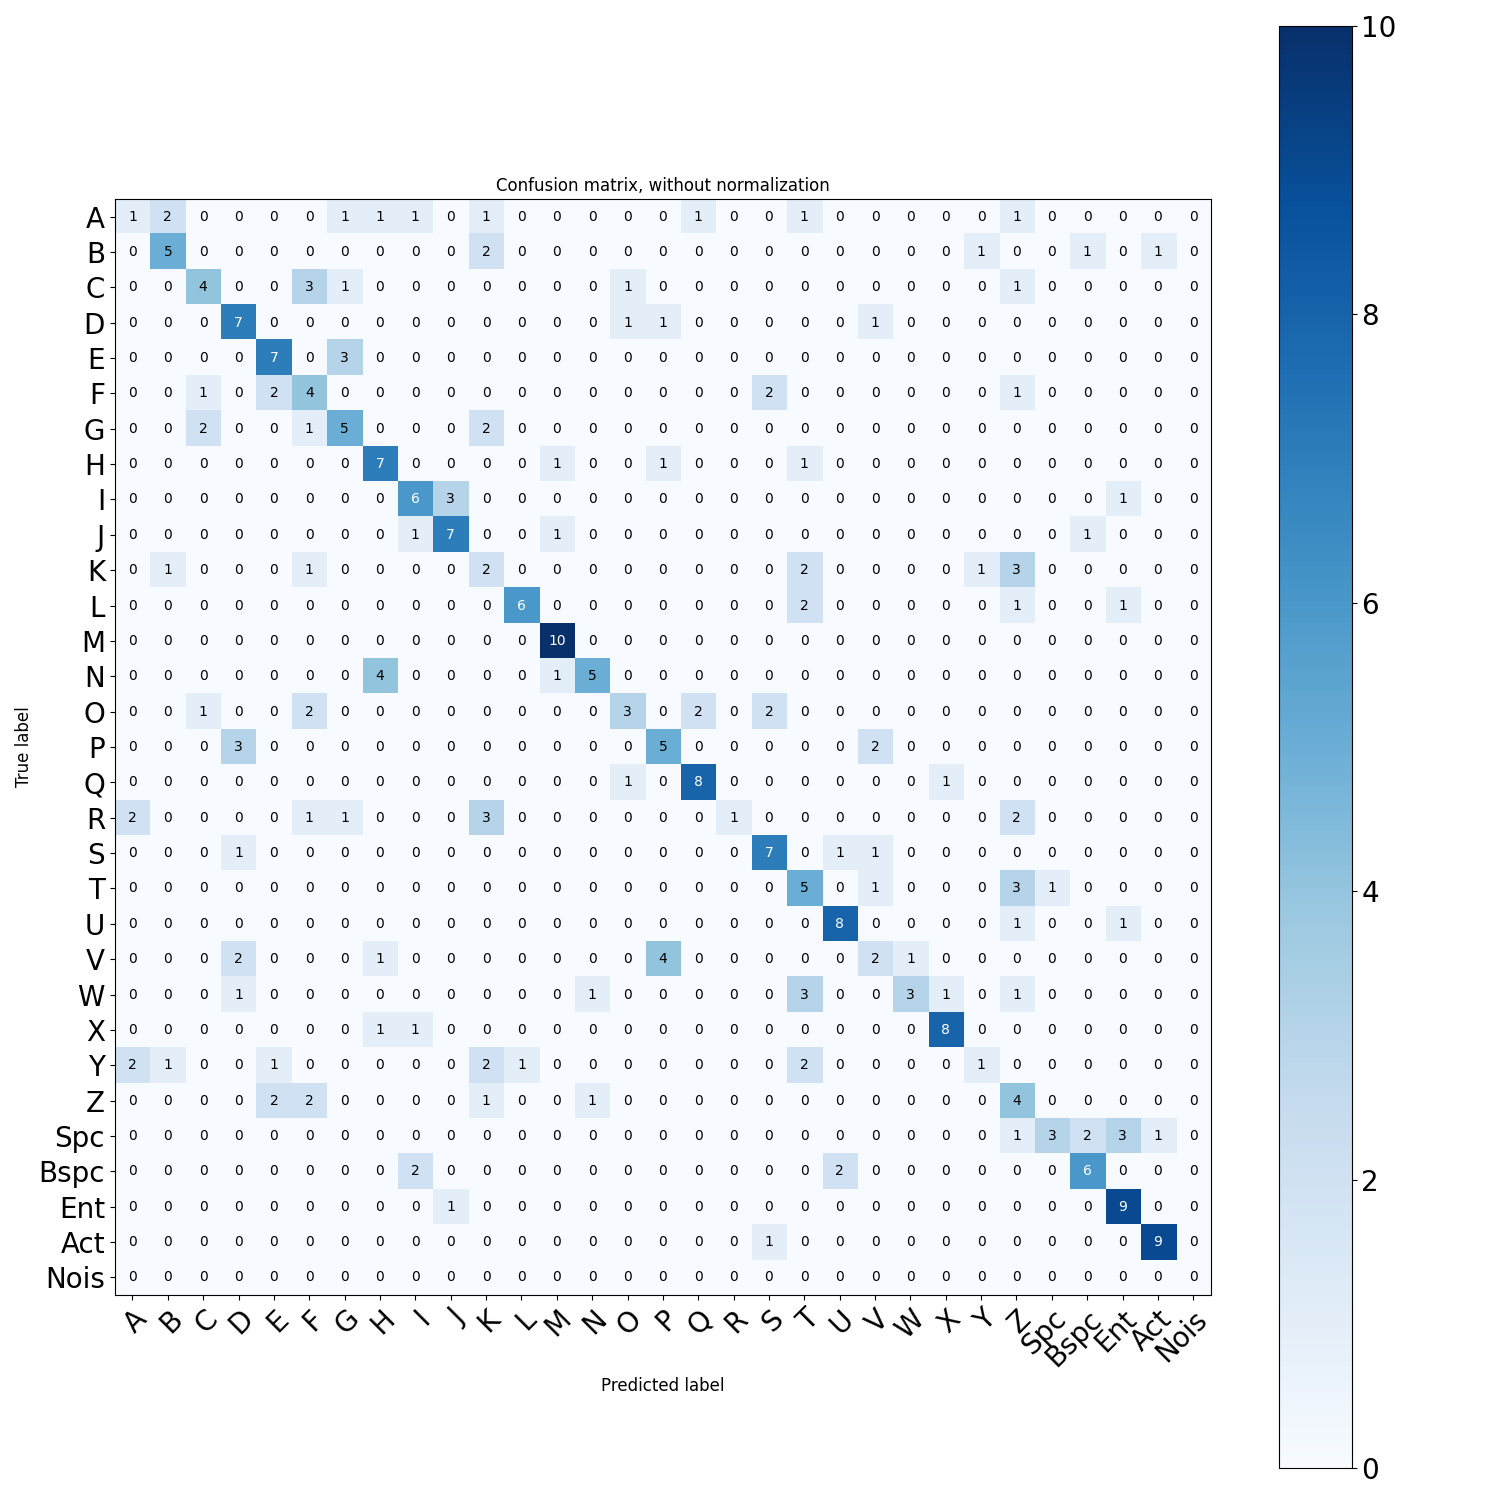 Confusion matrix, without normalization
A 1 2 0 0 0 0 1 1 1 0 1 0 0 0 0 0 1 0 0 1 0 0 0 0 0 1 0 0 0 0 0
B 0 5 0 0 0 0 0 0 0 0 2 0 0 0 0 0 0 0 0 0 0 0 0 0 1 0 0 1 0 1 0
C 0 0 4 0 0 3 1 0 0 0 0 0 0 0 1 0 0 0 0 0 0 0 0 0 0 1 0 0 0 0 0
D 0 0 0 7 0 0 0 0 0 0 0 0 0 0 1 1 0 0 0 0 0 1 0 0 0 0 0 0 0 0 0
E 0 0 0 0 7 0 3 0 0 0 0 0 0 0 0 0 0 0 0 0 0 0 0 0 0 0 0 0 0 0 0
F 0 0 1 0 2 4 0 0 0 0 0 0 0 0 0 0 0 0 2 0 0 0 0 0 0 1 0 0 0 0 0
G 0 0 2 0 0 1 5 0 0 0 2 0 0 0 0 0 0 0 0 0 0 0 0 0 0 0 0 0 0 0 0
H 0 0 0 0 0 0 0 7 0 0 0 0 1 0 0 1 0 0 0 1 0 0 0 0 0 0 0 0 0 0 0
I 0 0 0 0 0 0 0 0 6 3 0 0 0 0 0 0 0 0 0 0 0 0 0 0 0 0 0 0 1 0 0
J 0 0 0 0 0 0 0 0 1 7 0 0 1 0 0 0 0 0 0 0 0 0 0 0 0 0 0 1 0 0 0
K 0 1 0 0 0 1 0 0 0 0 2 0 0 0 0 0 0 0 0 2 0 0 0 0 1 3 0 0 0 0 0
L 0 0 0 0 0 0 0 0 0 0 0 6 0 0 0 0 0 0 0 2 0 0 0 0 0 1 0 0 1 0 0
M 0 0 0 0 0 0 0 0 0 0 0 0 10 0 0 0 0 0 0 0 0 0 0 0 0 0 0 0 0 0 0
N 0 0 0 0 0 0 0 4 0 0 0 0 1 5 0 0 0 0 0 0 0 0 0 0 0 0 0 0 0 0 0
O 0 0 1 0 0 2 0 0 0 0 0 0 0 0 3 0 2 0 2 0 0 0 0 0 0 0 0 0 0 0 0
P 0 0 0 3 0 0 0 0 0 0 0 0 0 0 0 5 0 0 0 0 0 2 0 0 0 0 0 0 0 0 0
Q 0 0 0 0 0 0 0 0 0 0 0 0 0 0 1 0 8 0 0 0 0 0 0 1 0 0 0 0 0 0 0
R 2 0 0 0 0 1 1 0 0 0 3 0 0 0 0 0 0 1 0 0 0 0 0 0 0 2 0 0 0 0 0
S 0 0 0 1 0 0 0 0 0 0 0 0 0 0 0 0 0 0 7 0 1 1 0 0 0 0 0 0 0 0 0
T 0 0 0 0 0 0 0 0 0 0 0 0 0 0 0 0 0 0 0 5 0 1 0 0 0 3 1 0 0 0 0
U 0 0 0 0 0 0 0 0 0 0 0 0 0 0 0 0 0 0 0 0 8 0 0 0 0 1 0 0 1 0 0
V 0 0 0 2 0 0 0 1 0 0 0 0 0 0 0 4 0 0 0 0 0 2 1 0 0 0 0 0 0 0 0
W 0 0 0 1 0 0 0 0 0 0 0 0 0 1 0 0 0 0 0 3 0 0 3 1 0 1 0 0 0 0 0
X 0 0 0 0 0 0 0 1 1 0 0 0 0 0 0 0 0 0 0 0 0 0 0 8 0 0 0 0 0 0 0
Y 2 1 0 0 1 0 0 0 0 0 2 1 0 0 0 0 0 0 0 2 0 0 0 0 1 0 0 0 0 0 0
Z 0 0 0 0 2 2 0 0 0 0 1 0 0 1 0 0 0 0 0 0 0 0 0 0 0 4 0 0 0 0 0
Spc 0 0 0 0 0 0 0 0 0 0 0 0 0 0 0 0 0 0 0 0 0 0 0 0 0 1 3 2 3 1 0
Bspc 0 0 0 0 0 0 0 0 2 0 0 0 0 0 0 0 0 0 0 0 2 0 0 0 0 0 0 6 0 0 0
Ent 0 0 0 0 0 0 0 0 0 1 0 0 0 0 0 0 0 0 0 0 0 0 0 0 0 0 0 0 9 0 0
Act 0 0 0 0 0 0 0 0 0 0 0 0 0 0 0 0 0 0 1 0 0 0 0 0 0 0 0 0 0 9 0
Nois 0 0 0 0 0 0 0 0 0 0 0 0 0 0 0 0 0 0 0 0 0 0 0 0 0 0 0 0 0 0 0
A B C D E F G H I J K L M N O P Q R S T U V W X Y Z Spc Bspc Ent Act Nois
Predicted label
True label
10
8
6
4
2
0